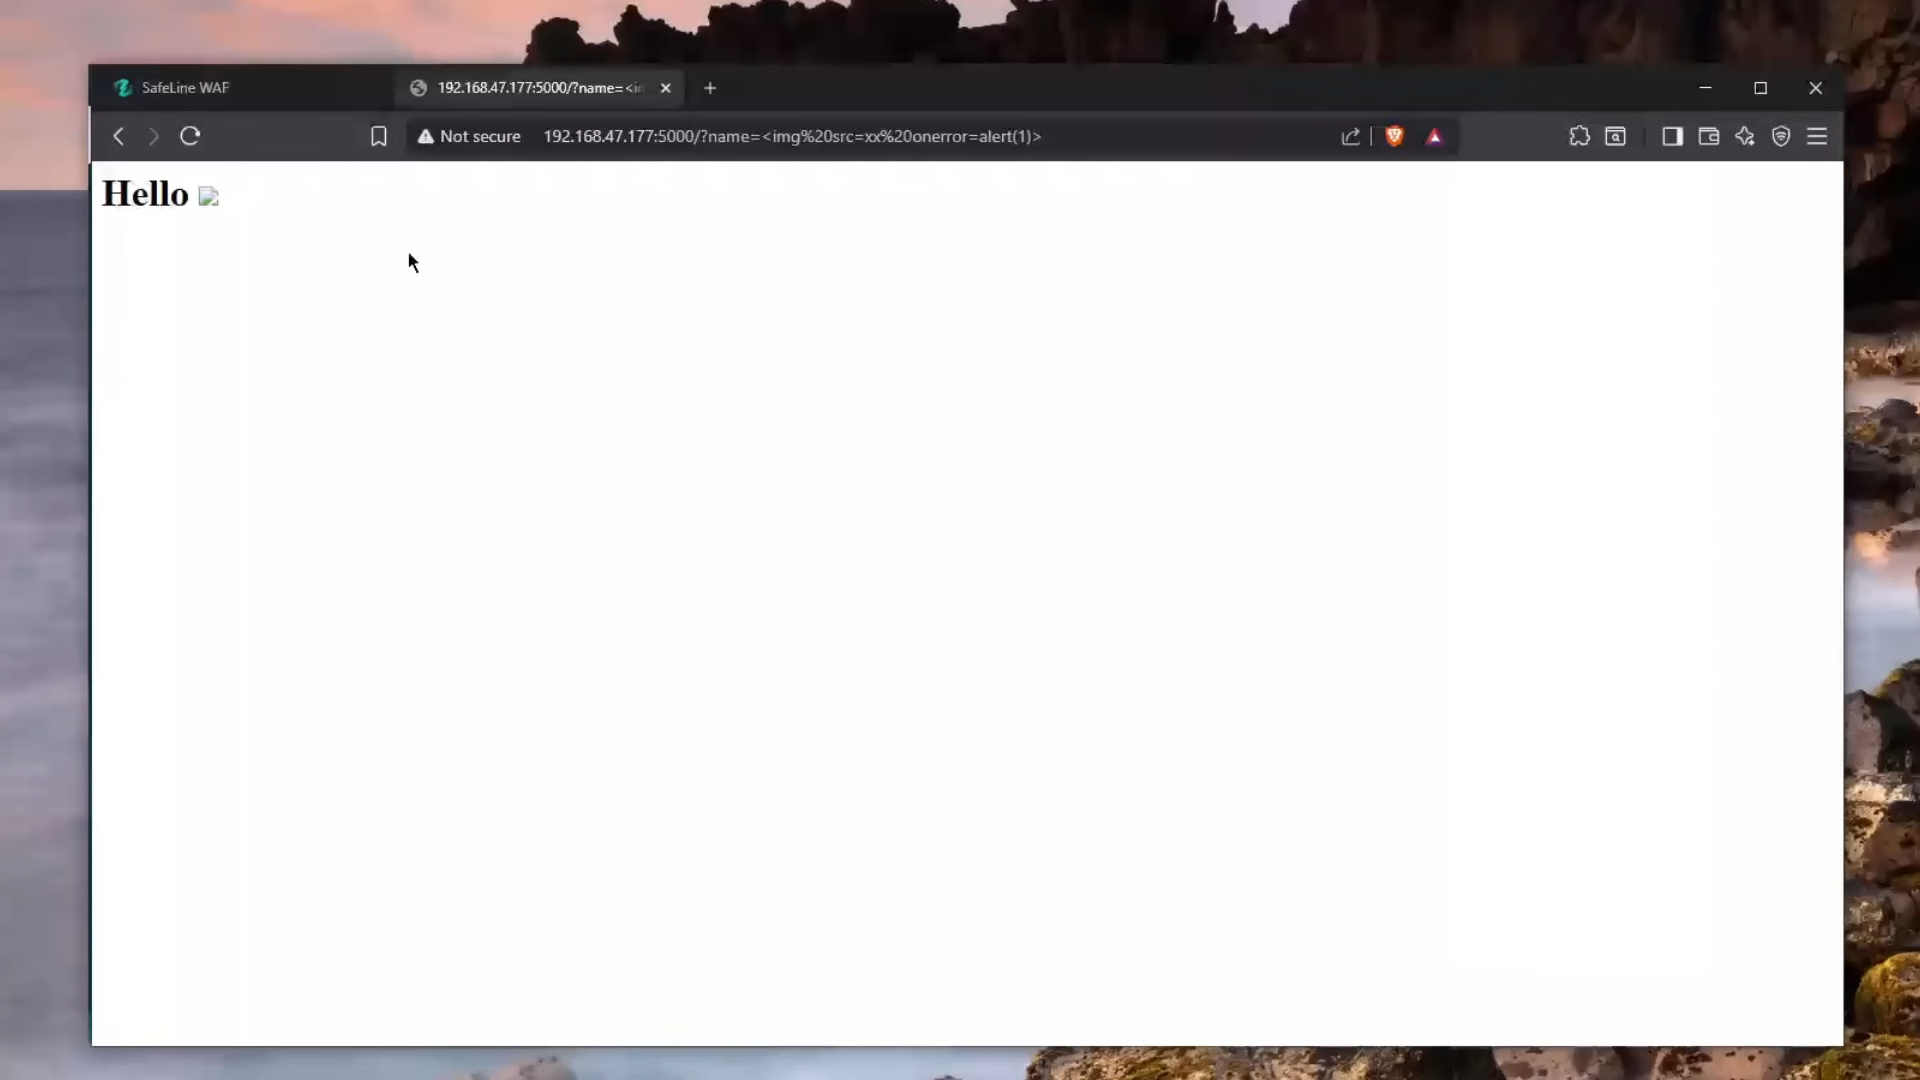 SafeLine WAF
192.168.47.177:5000/?name=<i
Not secure
192.168.47.177:5000/?name=<img%20src=xx%20onerror=alert(1)>
Hello